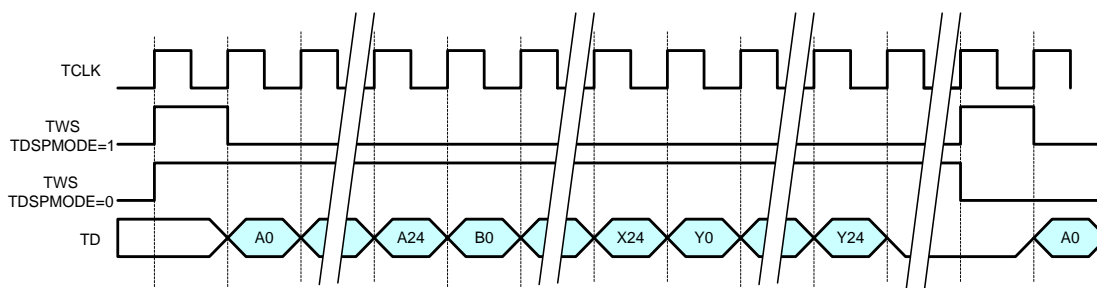 TCLK
TWS
TDSPMODE=1
TWS
TDSPMODE=0
TD A0 A24 B0 X24 Y0 Y24 A0